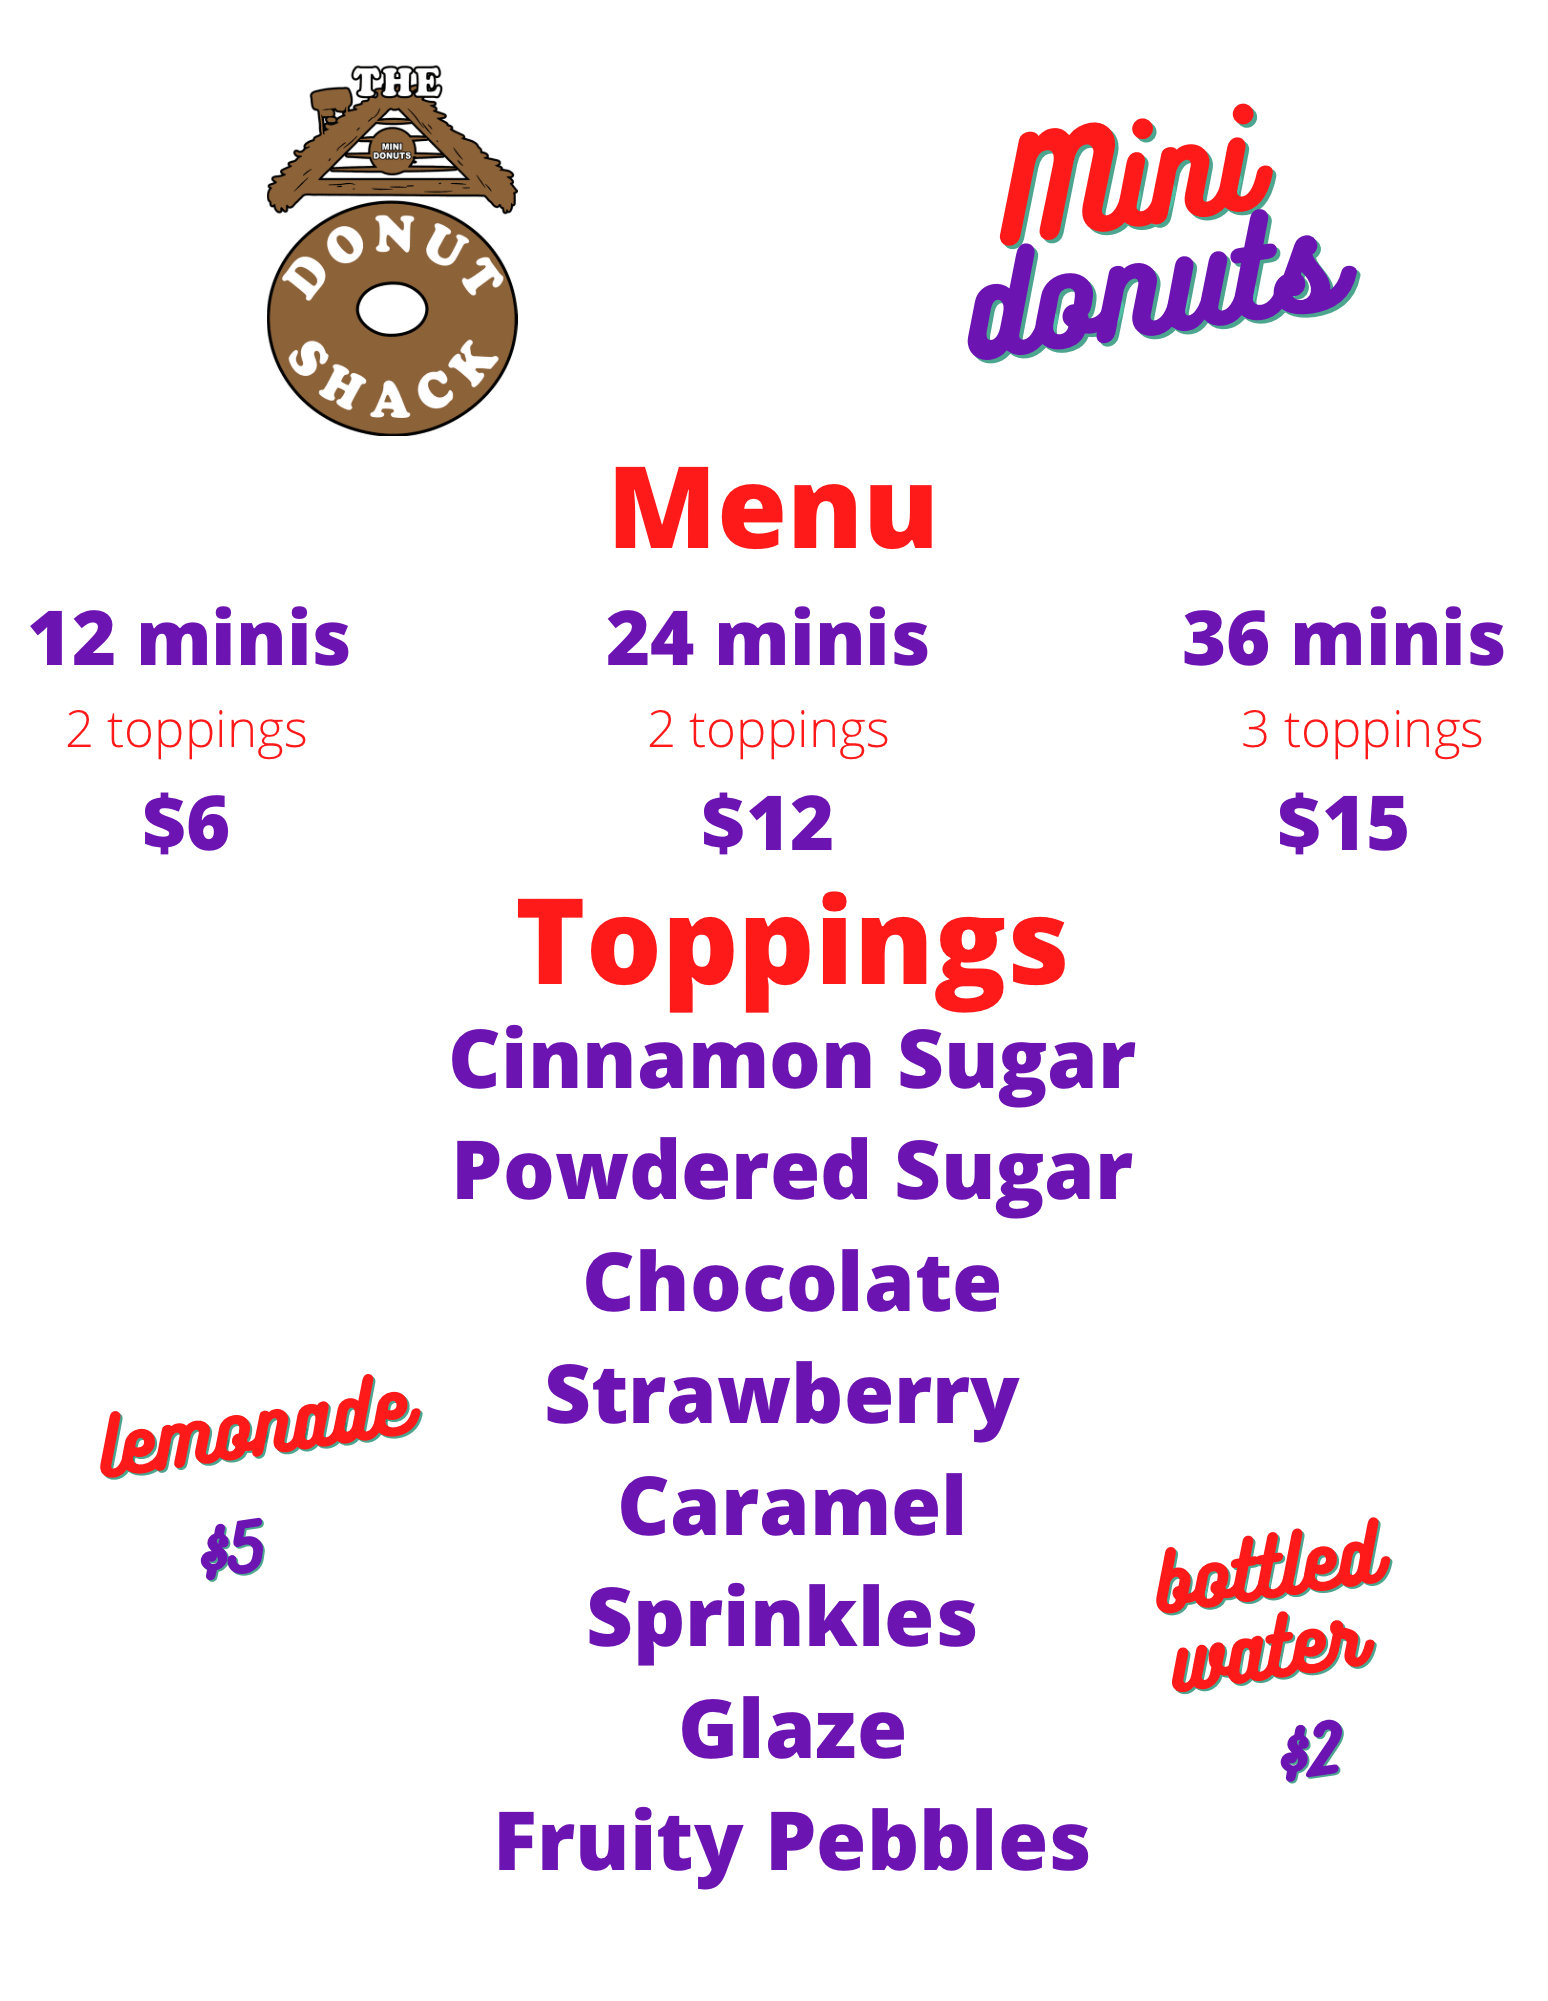 THE
MINI
DONUTS
DONUT
SHACK
Mini
donuts
Menu
12 minis
2 toppings
$6
24 minis
2 toppings
$12
36 minis
3 toppings
$15
Toppings
Cinnamon Sugar
Powdered Sugar
Chocolate
Strawberry
Caramel
Sprinkles
Glaze
Fruity Pebbles
lemonade
$5
bottled
water
$2